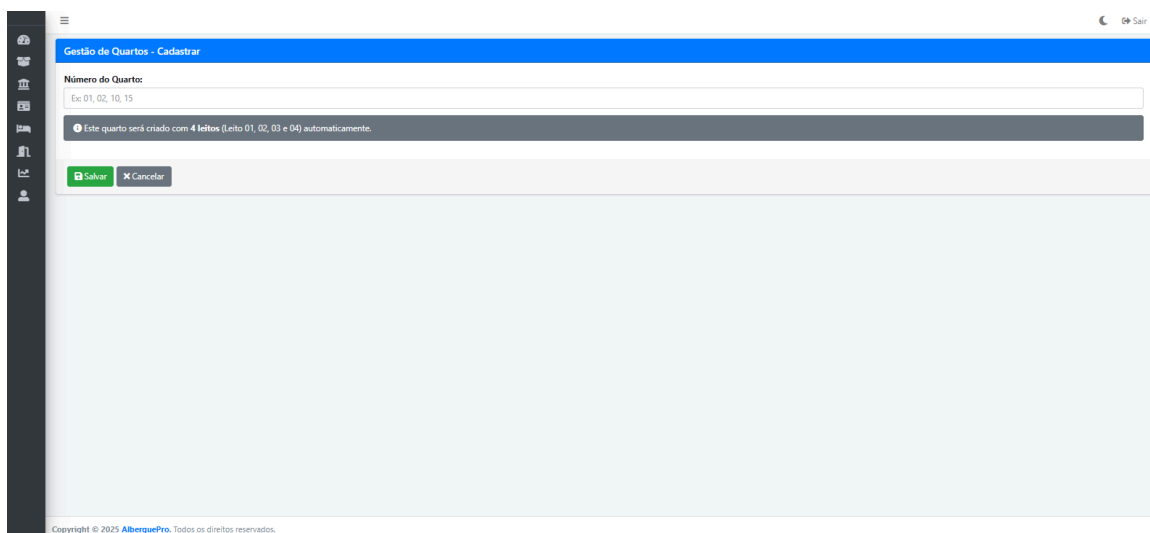 Sair
Gestão de Quartos - Cadastrar
Número do Quarto:
Ex: 01, 02, 10, 15
Este quarto será criado com 4 leitos (Leito 01, 02, 03 e 04) automaticamente.
Salvar Cancelar
Copyright © 2025 AlberguePro. Todos os direitos reservados.